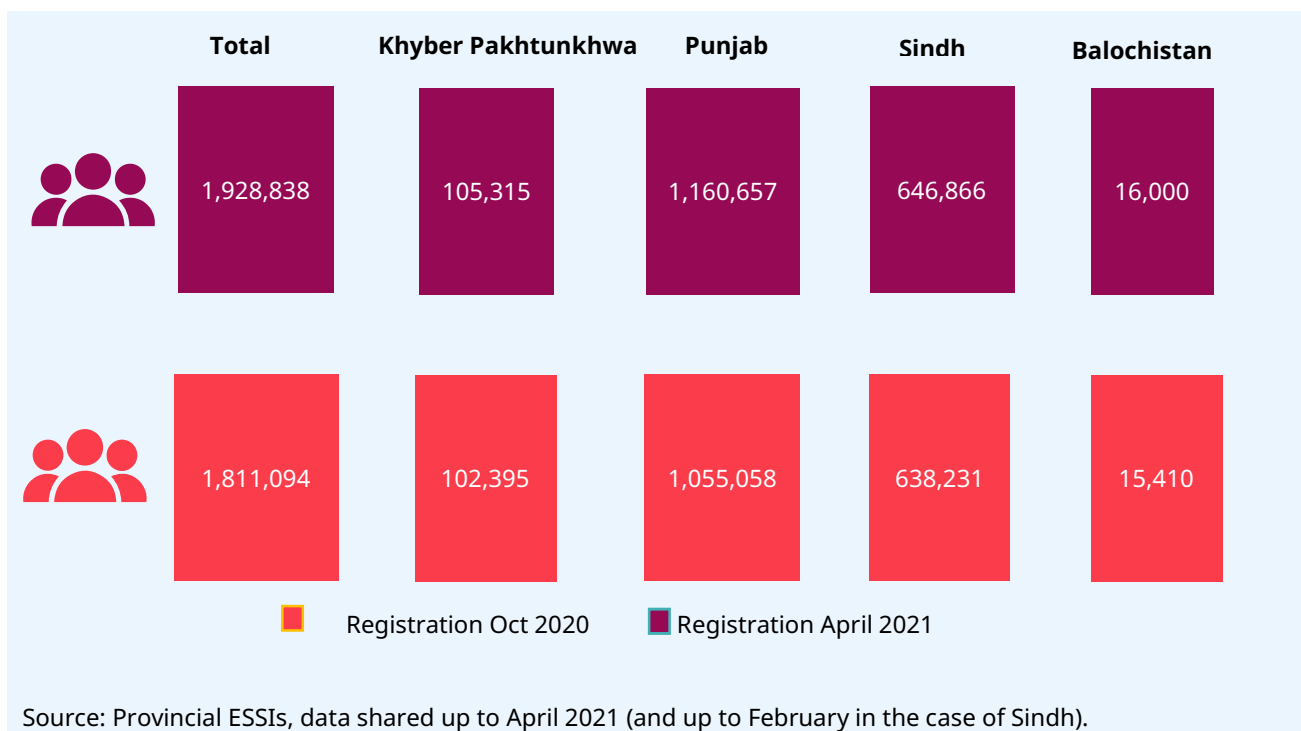 Total Khyber Pakhtunkhwa Punjab Sindh Balochistan
1,928,838 105,315 1,160,657 646,866 16,000
1,811,094 102,395 1,055,058 638,231 15,410
Registration Oct 2020 Registration April 2021
Source: Provincial ESSIs, data shared up to April 2021 (and up to February in the case of Sindh).